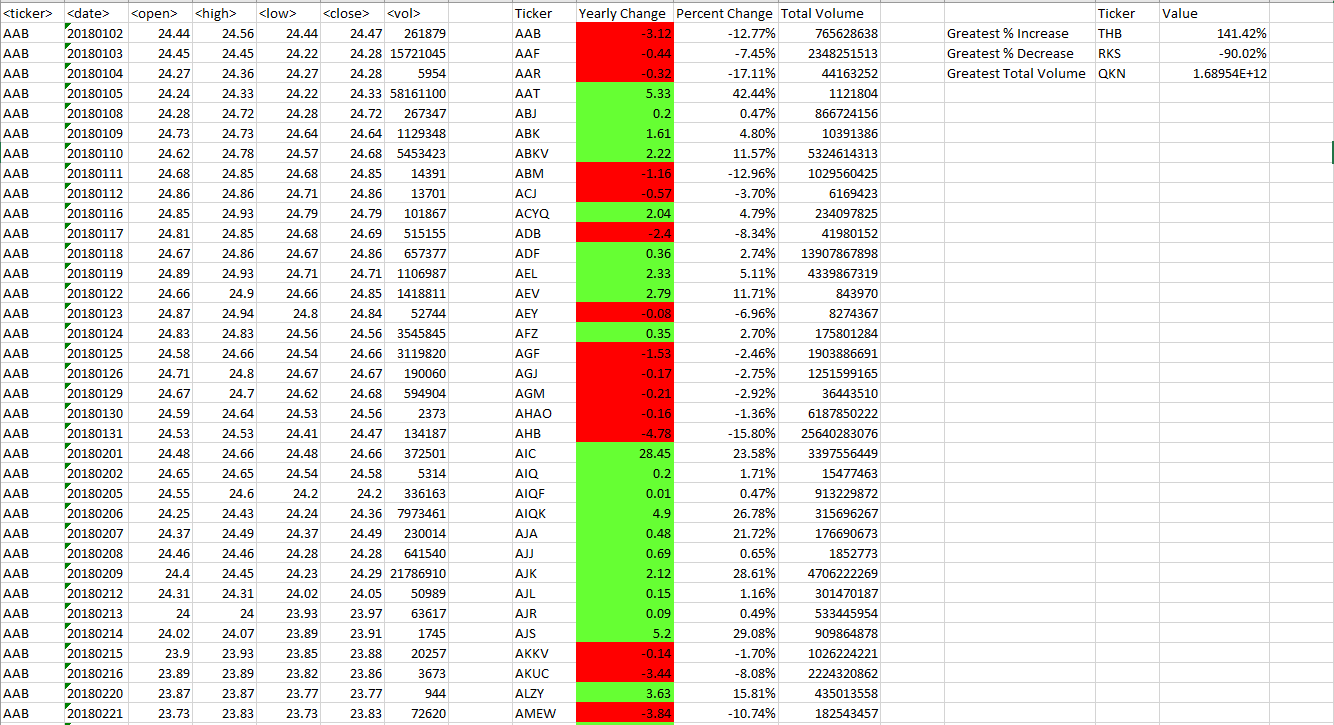 <ticker> <date> <open> <high> <low> <close> <vol> Ticker Yearly Change Percent Change Total Volume Ticker Value
AAB 20180102 24.44 24.56 24.44 24.47 261879 AAB -3.12 -12.77% 765628638 Greatest % Increase THB 141.42%
AAB 20180103 24.45 24.45 24.22 24.28 15721045 AAF -0.44 -7.45% 2348251513 Greatest % Decrease RKS -90.02%
AAB 20180104 24.27 24.36 24.27 24.28 5954 AAR -0.32 -17.11% 44163252 Greatest Total Volume QKN 1.68954E+12
AAB 20180105 24.24 24.33 24.22 24.33 58161100 AAT 5.33 42.44% 1121804
AAB 20180108 24.28 24.72 24.28 24.72 267347 ABJ 0.2 0.47% 866724156
AAB 20180109 24.73 24.73 24.64 24.64 1129348 ABK 1.61 4.80% 10391386
AAB 20180110 24.62 24.78 24.57 24.68 5453423 ABKV 2.22 11.57% 5324614313
AAB 20180111 24.68 24.85 24.68 24.85 14391 ABM -1.16 -12.96% 1029560425
AAB 20180112 24.86 24.86 24.71 24.86 13701 ACJ -0.57 -3.70% 6169423
AAB 20180116 24.85 24.93 24.79 24.79 101867 ACYQ 2.04 4.79% 234097825
AAB 20180117 24.81 24.85 24.68 24.69 515155 ADB -2.4 -8.34% 41980152
AAB 20180118 24.67 24.86 24.67 24.86 657377 ADF 0.36 2.74% 13907867898
AAB 20180119 24.89 24.93 24.71 24.71 1106987 AEL 2.33 5.11% 4339867319
AAB 20180122 24.66 24.9 24.66 24.85 1418811 AEV 2.79 11.71% 843970
AAB 20180123 24.87 24.94 24.8 24.84 52744 AEY -0.08 -6.96% 8274367
AAB 20180124 24.83 24.83 24.56 24.56 3545845 AFZ 0.35 2.70% 175801284
AAB 20180125 24.58 24.66 24.54 24.66 3119820 AGF -1.53 -2.46% 1903886691
AAB 20180126 24.71 24.8 24.67 24.67 190060 AGJ -0.17 -2.75% 1251599165
AAB 20180129 24.67 24.7 24.62 24.68 594904 AGM -0.21 -2.92% 36443510
AAB 20180130 24.59 24.64 24.53 24.56 2373 AHAO -0.16 -1.36% 6187850222
AAB 20180131 24.53 24.53 24.41 24.47 134187 AHB -4.78 -15.80% 25640283076
AAB 20180201 24.48 24.66 24.48 24.66 372501 AIC 28.45 23.58% 3397556449
AAB 20180202 24.65 24.65 24.54 24.58 5314 AIQ 0.2 1.71% 15477463
AAB 20180205 24.55 24.6 24.2 24.2 336163 AIQF 0.01 0.47% 913229872
AAB 20180206 24.25 24.43 24.24 24.36 7973461 AIQK 4.9 26.78% 315696267
AAB 20180207 24.37 24.49 24.37 24.49 230014 AJA 0.48 21.72% 176690673
AAB 20180208 24.46 24.46 24.28 24.28 641540 AJJ 0.69 0.65% 1852773
AAB 20180209 24.4 24.45 24.23 24.29 21786910 AJK 2.12 28.61% 4706222269
AAB 20180212 24.31 24.31 24.02 24.05 50989 AJL 0.15 1.16% 301470187
AAB 20180213 24 24 23.93 23.97 63617 AJR 0.09 0.49% 533445954
AAB 20180214 24.02 24.07 23.89 23.91 1745 AJS 5.2 29.08% 909864878
AAB 20180215 23.9 23.93 23.85 23.88 20257 AKKV -0.14 -1.70% 1026224221
AAB 20180216 23.89 23.89 23.82 23.86 3673 AKUC -3.44 -8.08% 2224320862
AAB 20180220 23.87 23.87 23.77 23.77 944 ALZY 3.63 15.81% 435013558
AAB 20180221 23.73 23.83 23.73 23.83 72620 AMEW -3.84 -10.74% 182543457